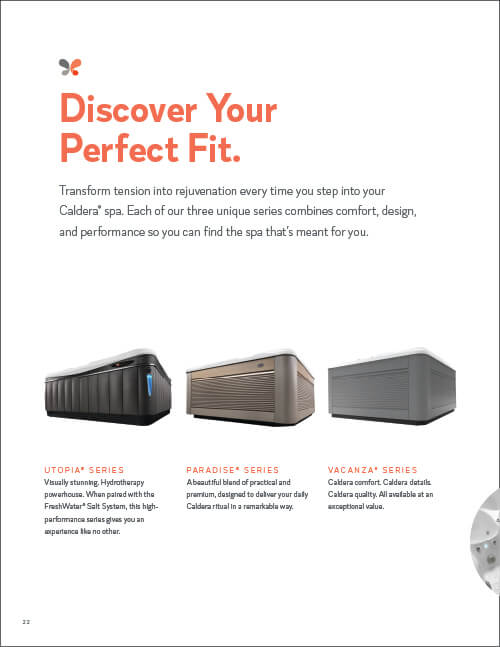 Discover Your
Perfect Fit.
Transform tension into rejuvenation every time you step into your
Caldera® spa. Each of our three unique series combines comfort, design,
and performance so you can find the spa that's meant for you.
UTOPIA® SERIES
Visually stunning. Hydrotherapy
powerhouse. When paired with the
FreshWater® Salt System, this high-
performance series gives you an
experience like no other.
PARADISE® SERIES
A beautiful blend of practical and
premium, designed to deliver your daily
Caldera ritual in a remarkable way.
VACANZA® SERIES
Caldera comfort. Caldera details.
Caldera quality. All available at an
exceptional value.
22